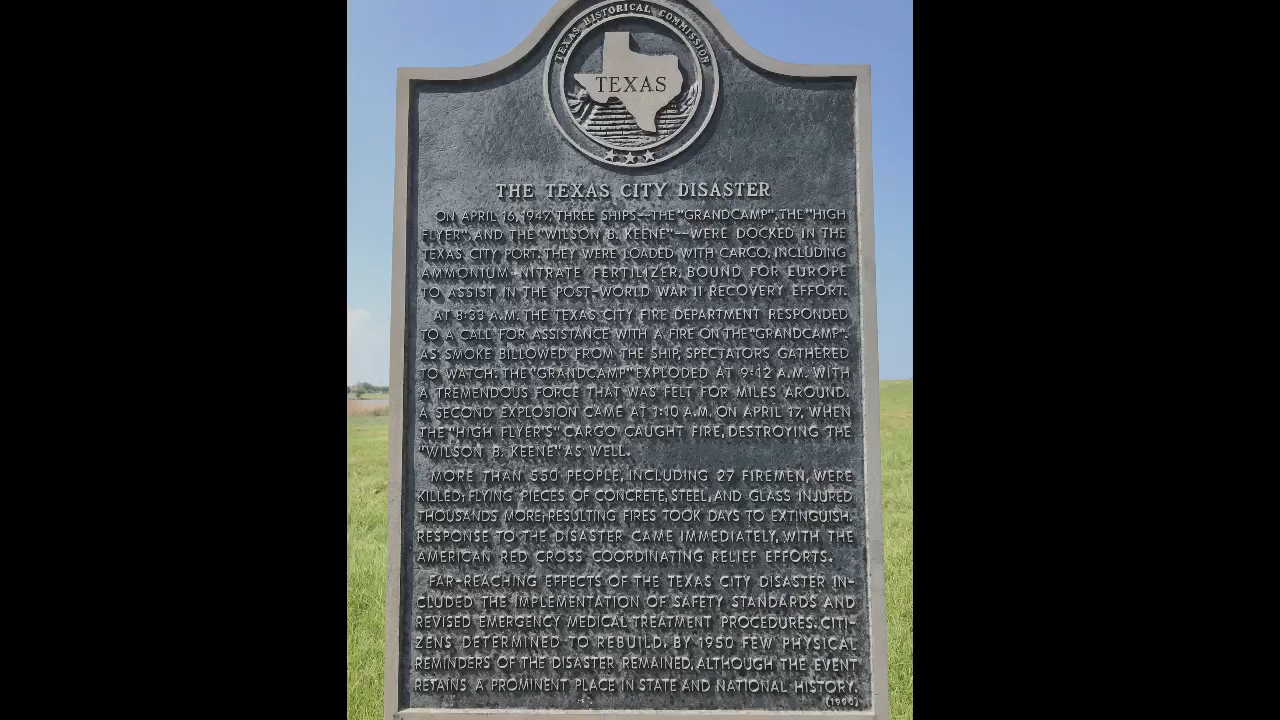 TEXAS HISTORICAL COMMISSION
TEXAS
THE TEXAS CITY DISASTER
ON APRIL 16, 1947, THREE SHIPS--THE "GRANDCAMP", THE "HIGH
FLYER", AND THE "WILSON B. KEENE"--WERE DOCKED IN THE
TEXAS CITY PORT. THEY WERE LOADED WITH CARGO, INCLUDING
AMMONIUM-NITRATE FERTILIZER, BOUND FOR EUROPE
TO ASSIST IN THE POST-WORLD WAR II RECOVERY EFFORT.
AT 8:33 A.M. THE TEXAS CITY FIRE DEPARTMENT RESPONDED
TO A CALL FOR ASSISTANCE WITH A FIRE ON THE "GRANDCAMP".
AS SMOKE BILLOWED FROM THE SHIP, SPECTATORS GATHERED
TO WATCH. THE "GRANDCAMP" EXPLODED AT 9:12 A.M. WITH
A TREMENDOUS FORCE THAT WAS FELT FOR MILES AROUND.
A SECOND EXPLOSION CAME AT 1:10 A.M. ON APRIL 17, WHEN
THE "HIGH FLYER'S" CARGO CAUGHT FIRE, DESTROYING THE
"WILSON B. KEENE" AS WELL.
MORE THAN 550 PEOPLE, INCLUDING 27 FIREMEN, WERE
KILLED; FLYING PIECES OF CONCRETE, STEEL, AND GLASS INJURED
THOUSANDS MORE; RESULTING FIRES TOOK DAYS TO EXTINGUISH.
RESPONSE TO THE DISASTER CAME IMMEDIATELY, WITH THE
AMERICAN RED CROSS COORDINATING RELIEF EFFORTS.
FAR-REACHING EFFECTS OF THE TEXAS CITY DISASTER IN-
CLUDED THE IMPLEMENTATION OF SAFETY STANDARDS AND
REVISED EMERGENCY MEDICAL TREATMENT PROCEDURES. CITI-
ZENS DETERMINED TO REBUILD. BY 1950 FEW PHYSICAL
REMINDERS OF THE DISASTER REMAINED, ALTHOUGH THE EVENT
RETAINS A PROMINENT PLACE IN STATE AND NATIONAL HISTORY.
(1990)